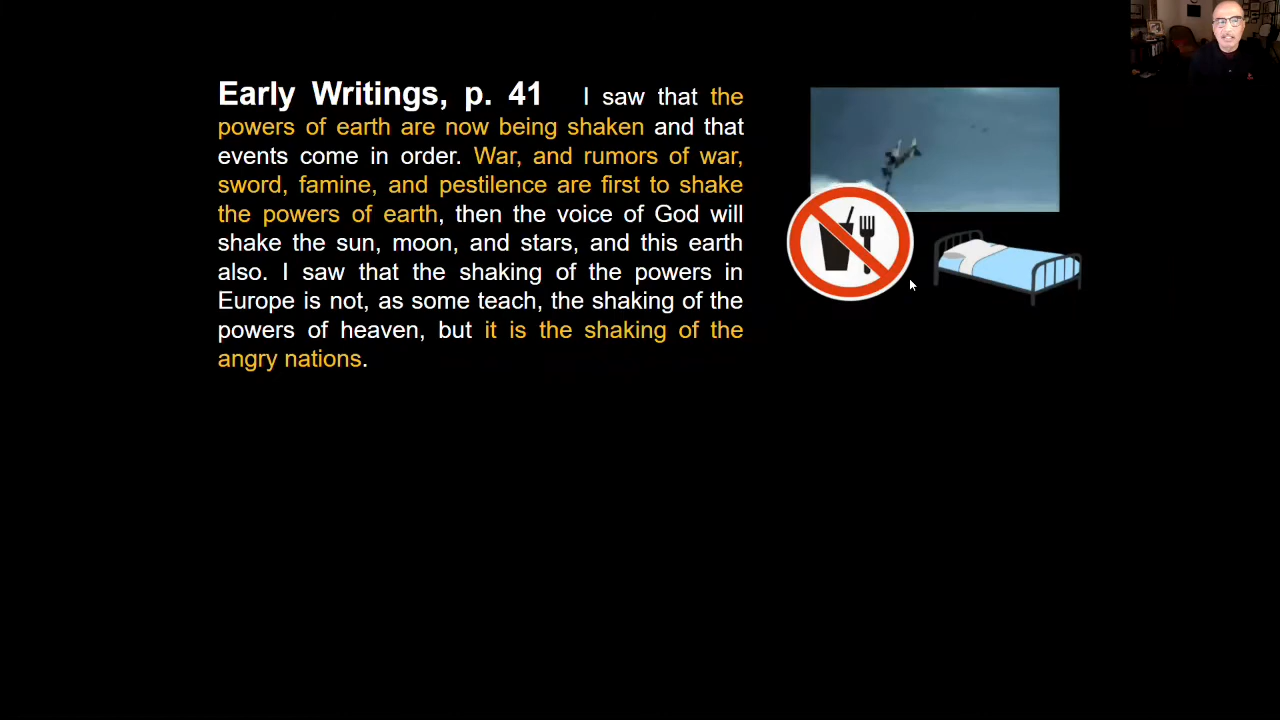 Early Writings, p. 41 I saw that the
powers of earth are now being shaken and that
events come in order. War, and rumors of war,
sword, famine, and pestilence are first to shake
the powers of earth, then the voice of God will
shake the sun, moon, and stars, and this earth
also. I saw that the shaking of the powers in
Europe is not, as some teach, the shaking of the
powers of heaven, but it is the shaking of the
angry nations.